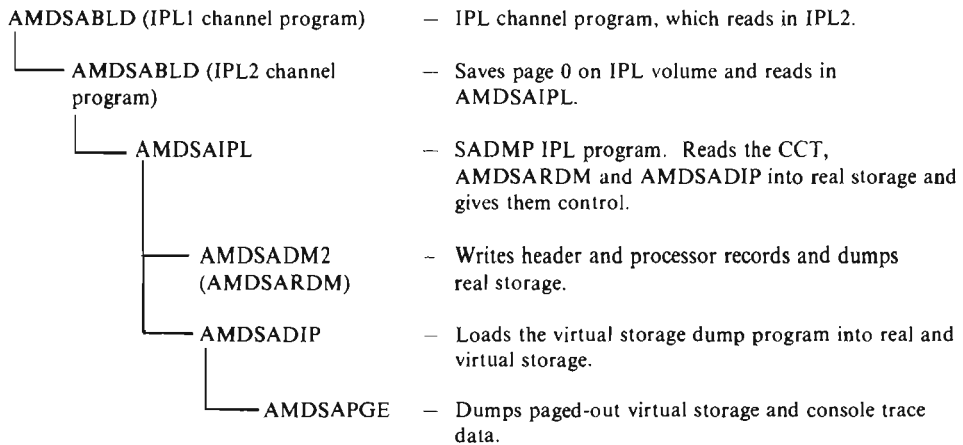 AMDSABLD (IPL1 channel program) – IPL channel program, which reads in IPL2.
AMDSABLD (IPL2 channel – Saves page 0 on IPL volume and reads in
program) AMDSAIPL.
AMDSAIPL – SADMP IPL program. Reads the CCT,
AMDSARDM and AMDSADIP into real storage and
gives them control.
AMDSADM2 – Writes header and processor records and dumps
(AMDSARDM) real storage.
AMDSADIP – Loads the virtual storage dump program into real and
virtual storage.
AMDSAPGE – Dumps paged-out virtual storage and console trace
data.